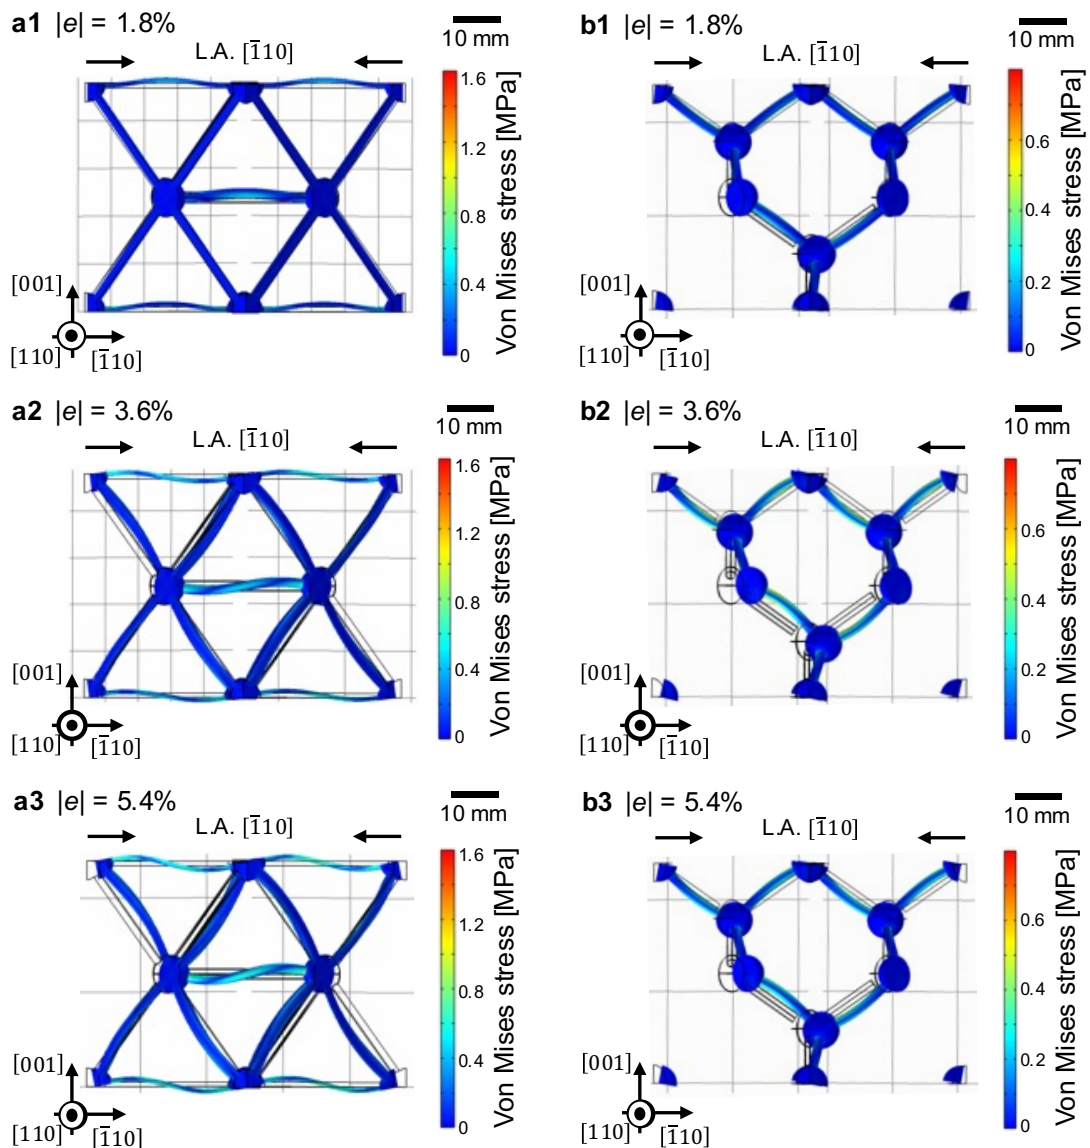 a1 |e| = 1.8%
10 mm
L.A. [1̅10]
1.6
1.2
0.8
0.4
0
Von Mises stress [MPa]
[001]
[110]
[1̅10]
b1 |e| = 1.8%
10 mm
L.A. [1̅10]
0.6
0.4
0.2
0
Von Mises stress [MPa]
[001]
[110]
[1̅10]
a2 |e| = 3.6%
10 mm
L.A. [1̅10]
1.6
1.2
0.8
0.4
0
Von Mises stress [MPa]
[001]
[110]
[1̅10]
b2 |e| = 3.6%
10 mm
L.A. [1̅10]
0.6
0.4
0.2
0
Von Mises stress [MPa]
[001]
[110]
[1̅10]
a3 |e| = 5.4%
10 mm
L.A. [1̅10]
1.6
1.2
0.8
0.4
0
Von Mises stress [MPa]
[001]
[110]
[1̅10]
b3 |e| = 5.4%
10 mm
L.A. [1̅10]
0.6
0.4
0.2
0
Von Mises stress [MPa]
[001]
[110]
[1̅10]